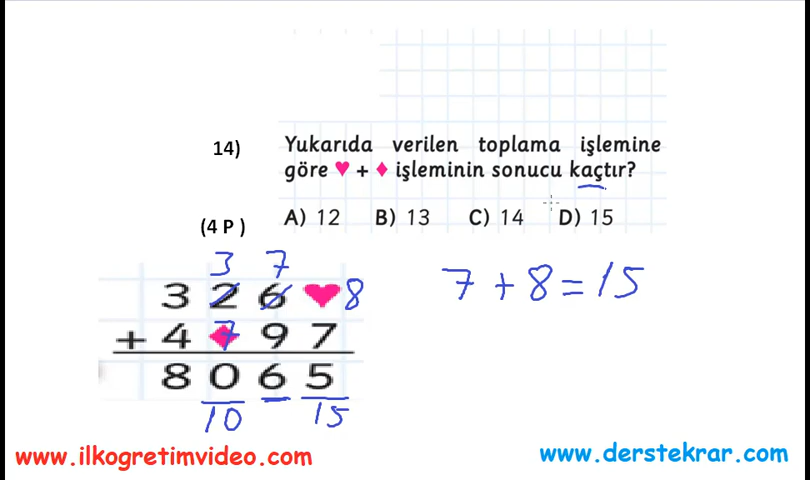 14) Yukarıda verilen toplama işlemine
göre ♥ + ♦ işleminin sonucu kaçtır?
(4 P ) A) 12 B) 13 C) 14 D) 15
3 7
3 2 6 ♥ 8
+ 4 ♦ 7 9 7
8 0 6 5
10 15
7 + 8 = 15
www.ilkogretimvideo.com
www.derstekrar.com